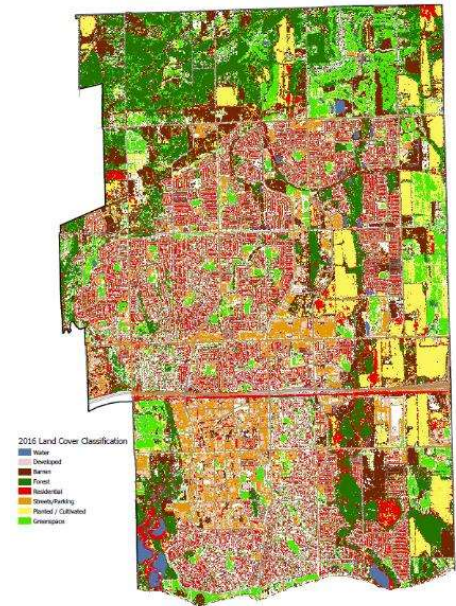 2016 Land Cover Classification
Water
Developed
Barren
Forest
Residential
Streets/Parking
Planted / Cultivated
Greenspace